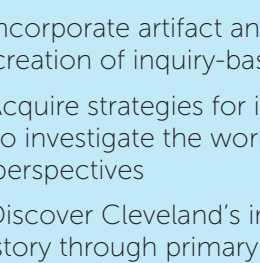 ncorporate artifact an
creation of inquiry-bas
Acquire strategies for i
o investigate the wor
perspectives
Discover Cleveland's i
story through primary